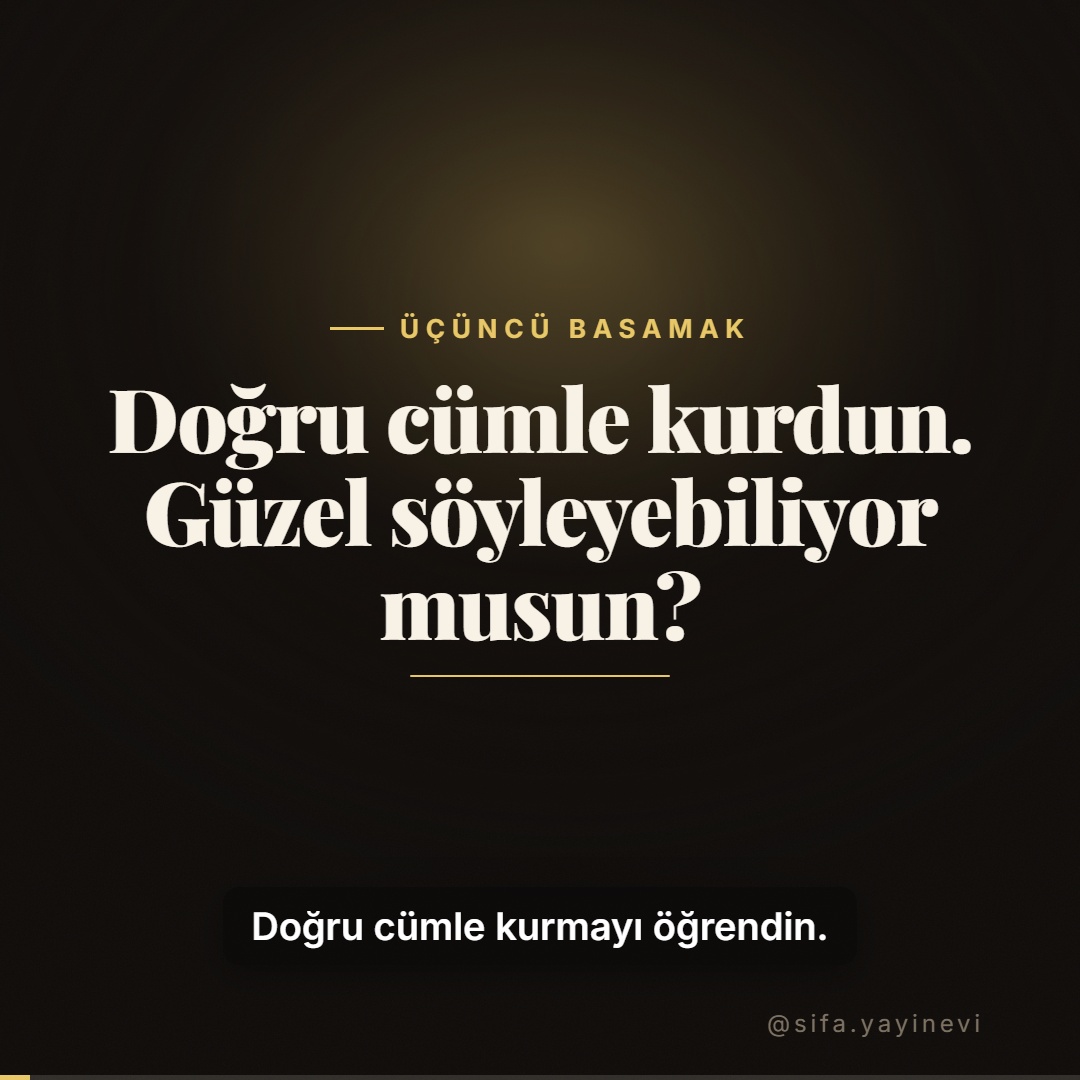 ÜÇÜNCÜ BASAMAK
Doğru cümle kurdun.
Güzel söyleyebiliyor
musun?
Doğru cümle kurmayı öğrendin.
@sifa.yayinevi